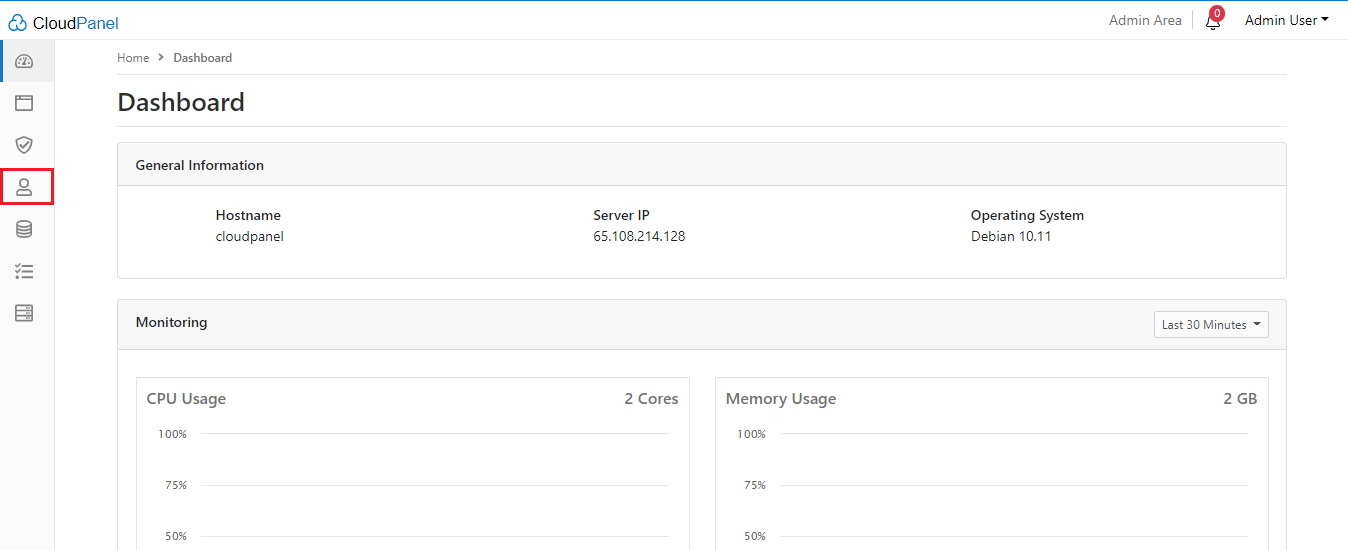 CloudPanel
Admin Area
0
Admin User
Home > Dashboard
Dashboard
General Information
Hostname
cloudpanel
Server IP
65.108.214.128
Operating System
Debian 10.11
Monitoring
Last 30 Minutes
CPU Usage
2 Cores
100%
75%
50%
Memory Usage
2 GB
100%
75%
50%